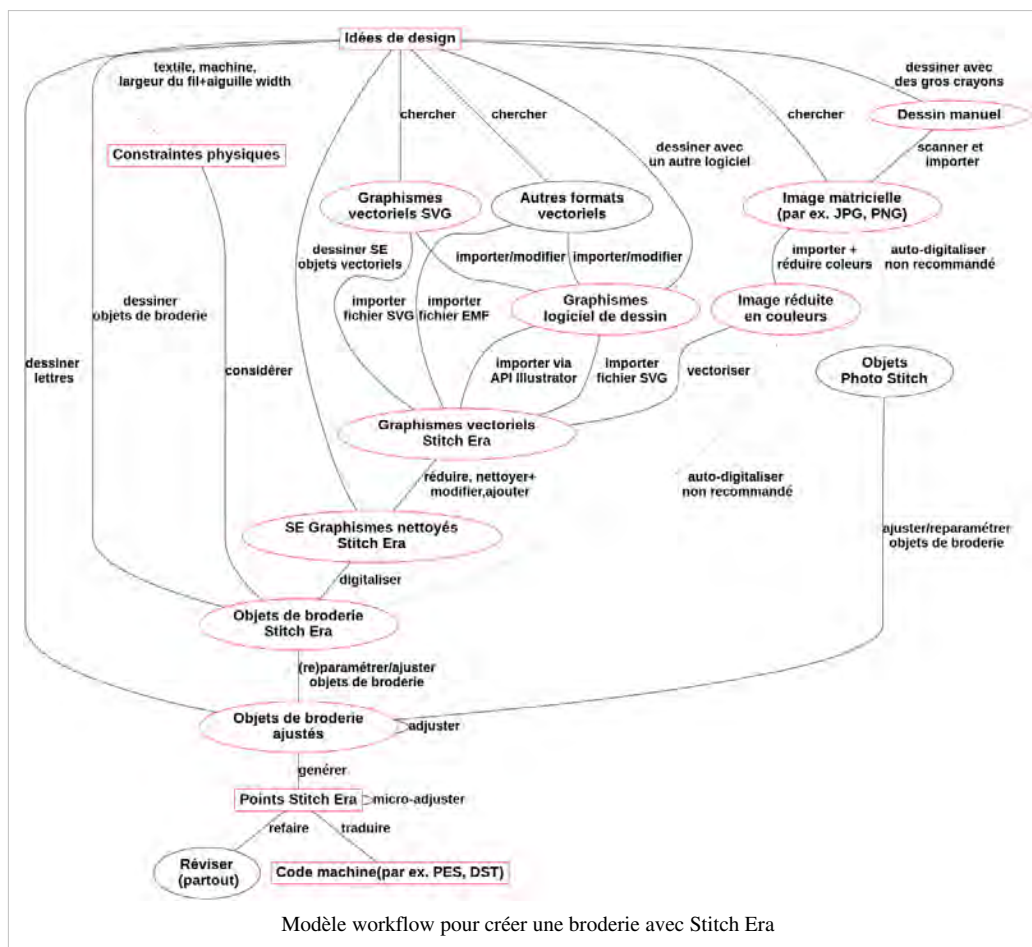 Idées de design
textile, machine,
largeur du fil+aiguille width
dessiner avec
des gros crayons
chercher
chercher
chercher
Dessin manuel
Constraintes physiques
dessiner avec
un autre logiciel
scanner et
importer
Graphismes
vectoriels SVG
Autres formats
vectoriels
Image matricielle
(par ex. JPG, PNG)
dessiner SE
objets vectoriels
importer/modifier
importer/modifier
importer +
réduire coleurs
auto-digitaliser
non recommandé
dessiner
objets de broderie
importer
fichier SVG
importer
fichier EMF
Graphismes
logiciel de dessin
Image réduite
en couleurs
dessiner
lettres
considérer
importer via
API Illustrator
importer
fichier SVG
vectoriser
Objets
Photo Stitch
Graphismes vectoriels
Stitch Era
réduire, nettoyer+
modifier,ajouter
auto-digitaliser
non recommandé
SE Graphismes nettoyés
Stitch Era
ajuster/reparamétrer
objets de broderie
digitaliser
Objets de broderie
Stitch Era
(re)paramétrer/ajuster
objets de broderie
Objets de broderie
ajustés
adjuster
genérer
Points Stitch Era
micro-adjuster
refaire
traduire
Réviser
(partout)
Code machine(par ex. PES, DST)
Modèle workflow pour créer une broderie avec Stitch Era